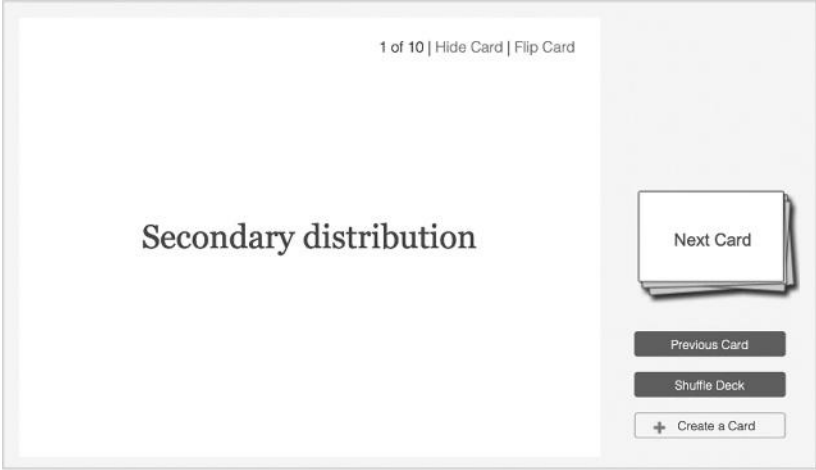 1 of 10 | Hide Card | Flip Card
Secondary distribution
Next Card
Previous Card
Shuffle Deck
+ Create a Card